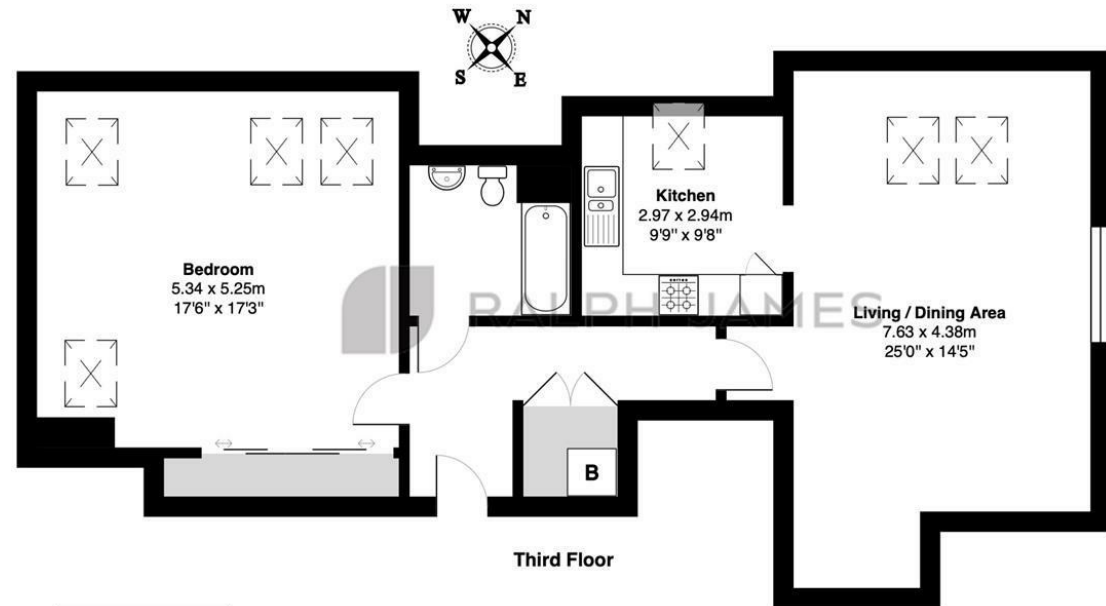 W N
S E
Kitchen
2.97 x 2.94m
9'9" x 9'8"
Bedroom
5.34 x 5.25m
17'6" x 17'3"
RALPH JAMES
Living / Dining Area
7.63 x 4.38m
25'0" x 14'5"
B
Third Floor